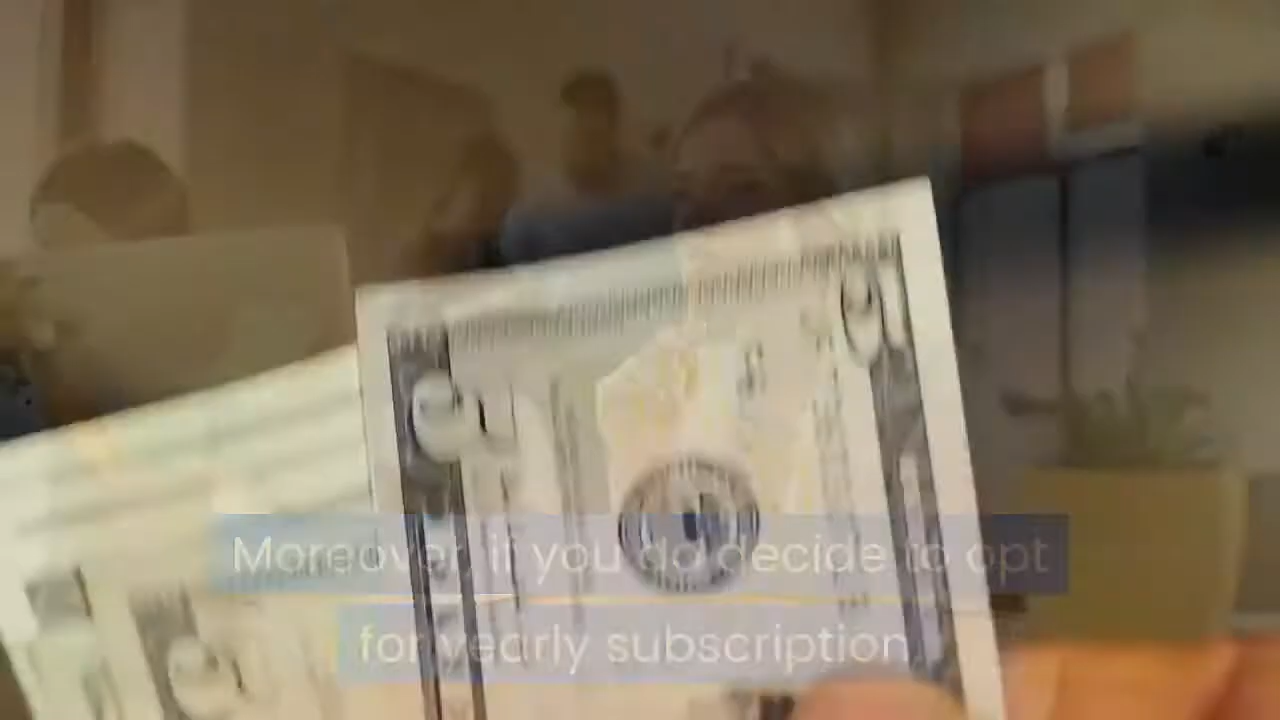 Moreover, if you do decide to opt
for yearly subscription,